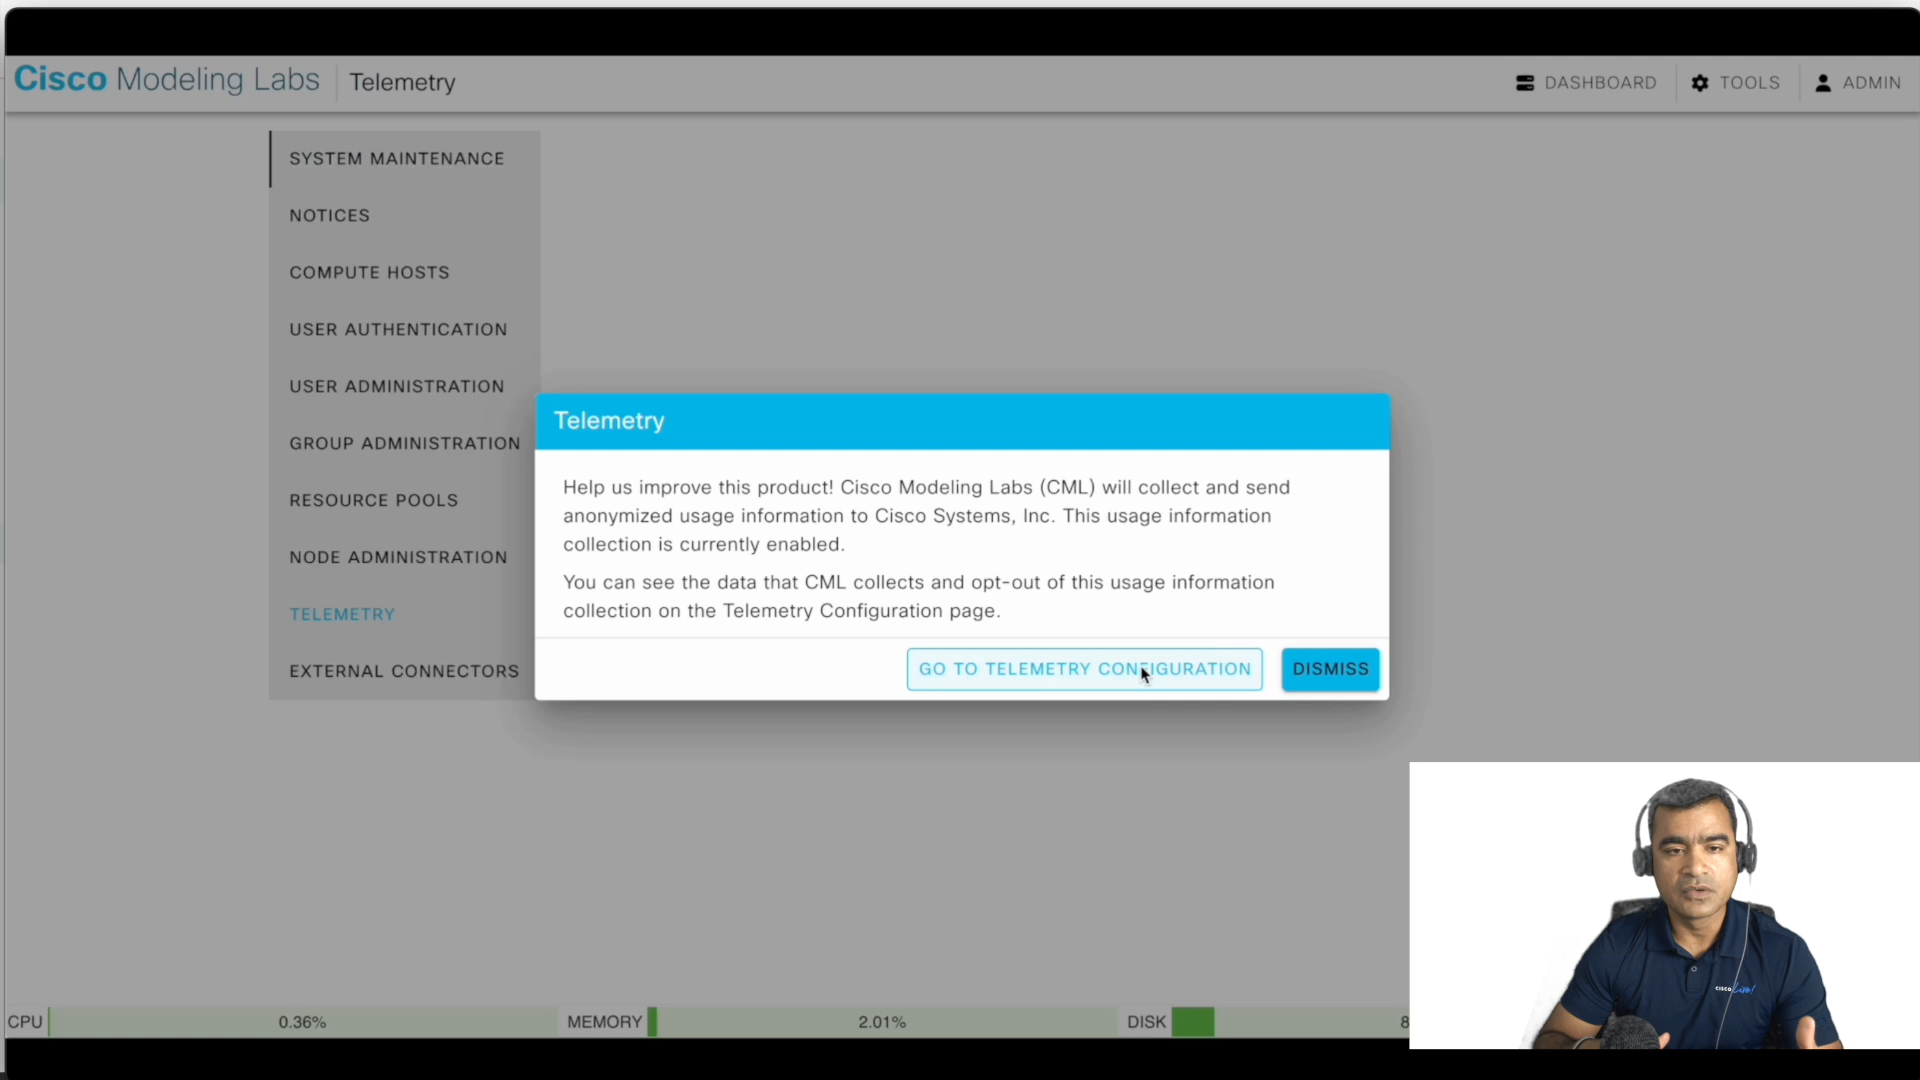 Cisco Modeling Labs
Telemetry
DASHBOARD
TOOLS
ADMIN
SYSTEM MAINTENANCE
NOTICES
COMPUTE HOSTS
USER AUTHENTICATION
USER ADMINISTRATION
GROUP ADMINISTRATION
RESOURCE POOLS
NODE ADMINISTRATION
TELEMETRY
EXTERNAL CONNECTORS
Telemetry
Help us improve this product! Cisco Modeling Labs (CML) will collect and send
anonymized usage information to Cisco Systems, Inc. This usage information
collection is currently enabled.
You can see the data that CML collects and opt-out of this usage information
collection on the Telemetry Configuration page.
GO TO TELEMETRY CONFIGURATION
DISMISS
CISCO Live!
CPU
0.36%
MEMORY
2.01%
DISK
8